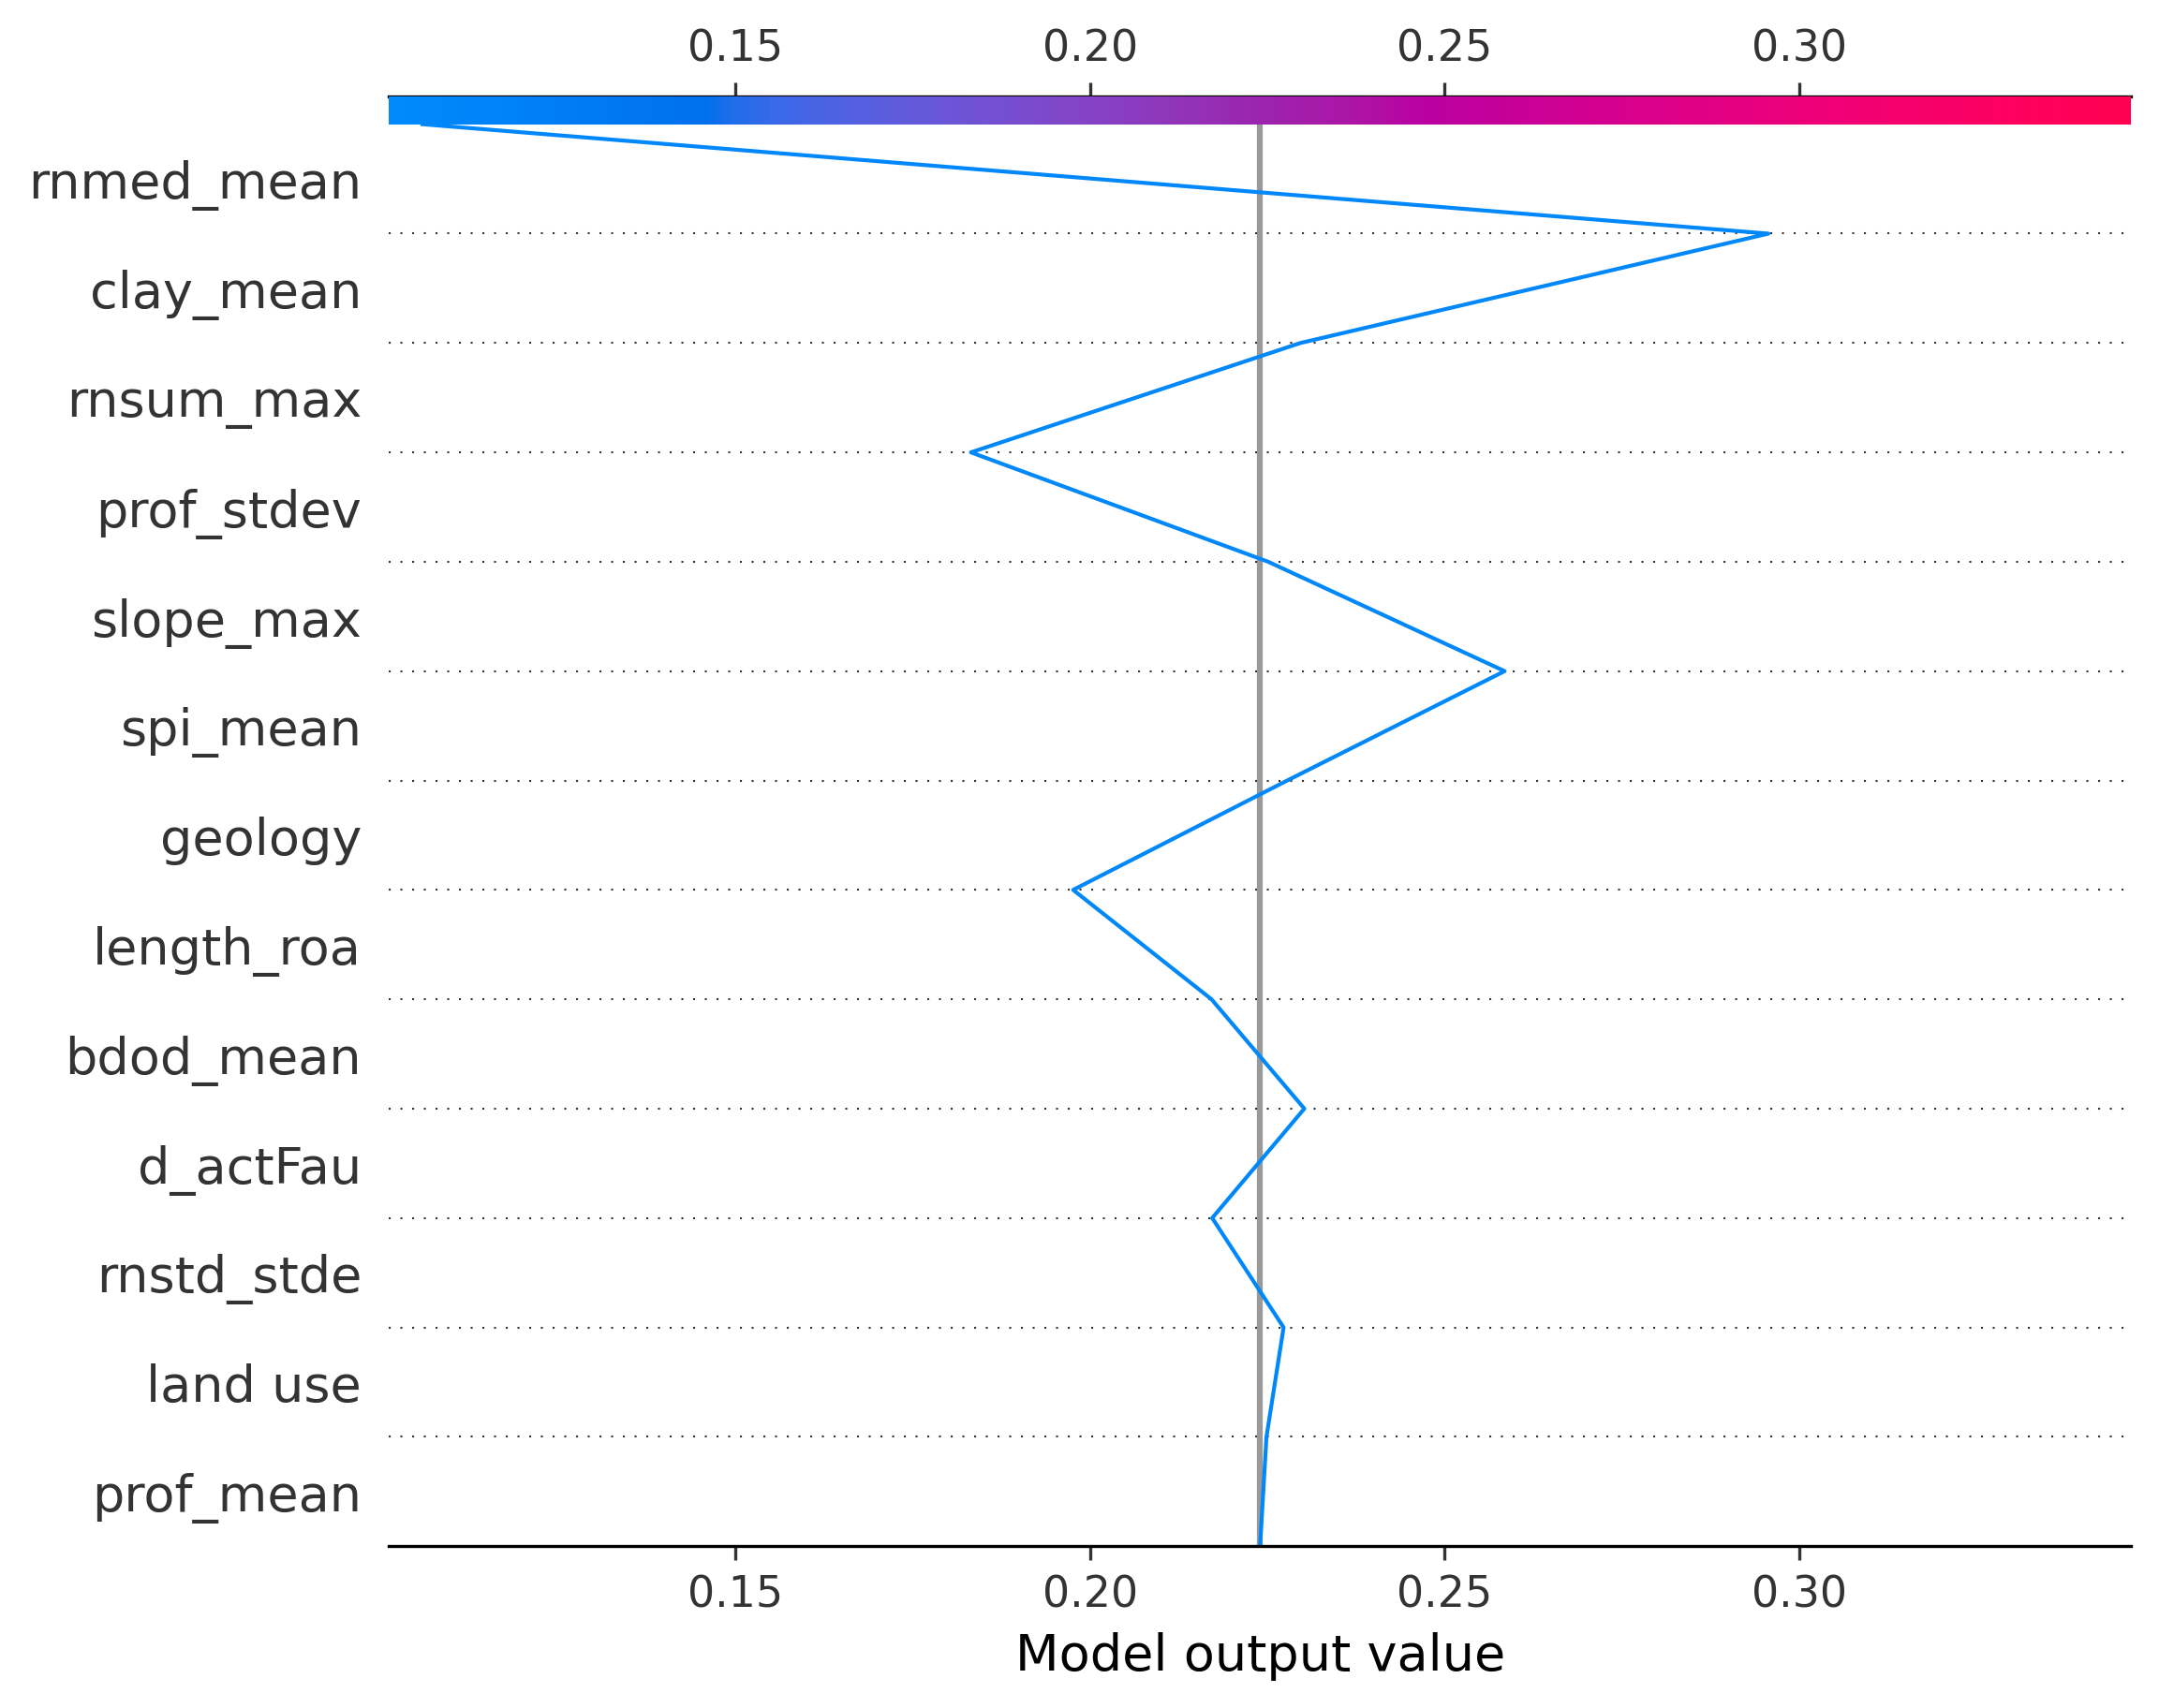 0.15 0.20 0.25 0.30
rnmed_mean
clay_mean
rnsum_max
prof_stdev
slope_max
spi_mean
geology
length_roa
bdod_mean
d_actFau
rnstd_stde
land use
prof_mean
0.15 0.20 0.25 0.30
Model output value